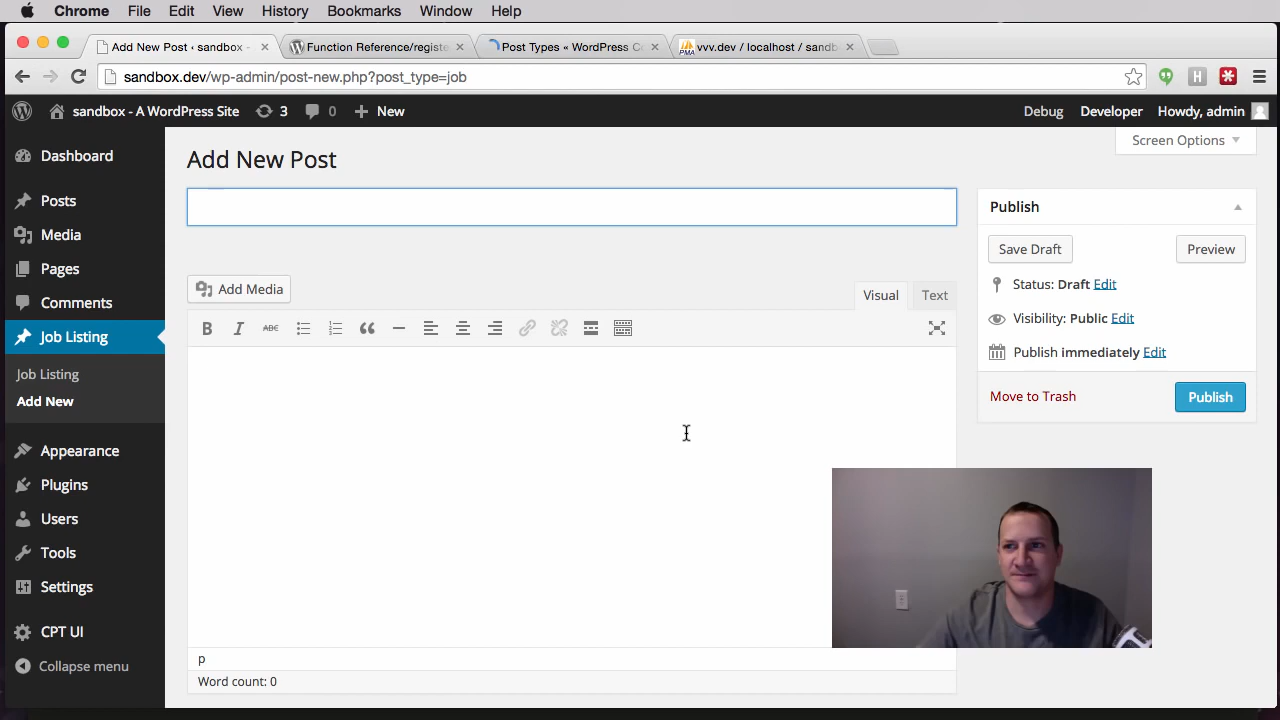 Chrome File Edit View History Bookmarks Window Help
Add New Post ‹ sandbox - Function Reference/registe Post Types « WordPress C vvv.dev / localhost / sandb
sandbox.dev/wp-admin/post-new.php?post_type=job H
sandbox - A WordPress Site 3 0 New Debug Developer Howdy, admin
Screen Options
Dashboard
Posts
Media
Pages
Comments
Job Listing
Job Listing
Add New
Appearance
Plugins
Users
Tools
Settings
CPT UI
Collapse menu
Add New Post
Add Media
Visual Text
B I ABC
p
Word count: 0
Publish
Save Draft Preview
Status: Draft Edit
Visibility: Public Edit
Publish immediately Edit
Move to Trash Publish